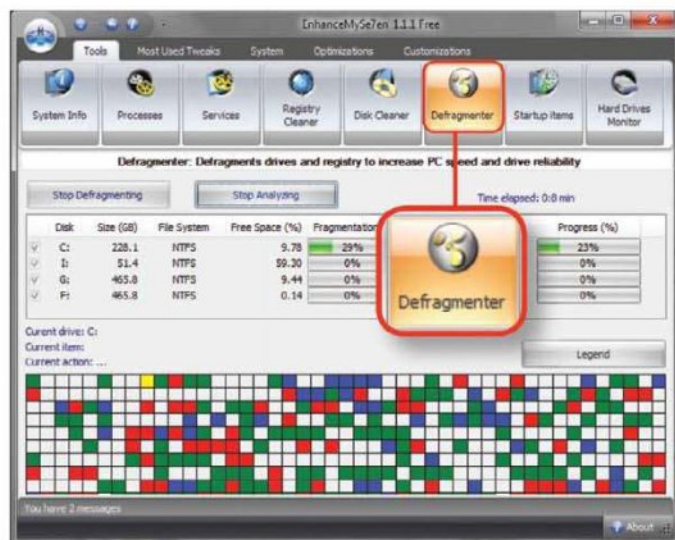 EnhanceMySe7en 1.1.1 Free
Tools Most Used Tweaks System Optimizations Customizations
System Info Processes Services Registry Cleaner Disk Cleaner Defragmenter Startup items Hard Drives Monitor
Defragmenter: Defragments drives and registry to increase PC speed and drive reliability
Stop Defragmenting Stop Analyzing Time elapsed: 0:0 min
Disk Size (GB) File System Free Space (%) Fragmentation Progress (%)
C: 228.1 NTFS 9.78 29% 23%
I: 51.4 NTFS 59.30 0% 0%
G: 465.8 NTFS 9.44 0% 0%
F: 465.8 NTFS 0.14 0% 0%
Defragmenter
Curent drive: C:
Current item:
Current action: ...
Legend
You have 2 messages
About